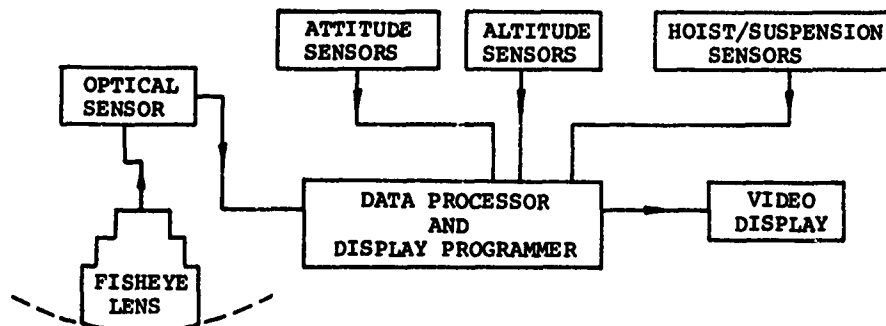 ATTITUDE
SENSORS
ALTITUDE
SENSORS
HOIST/SUSPENSION
SENSORS
OPTICAL
SENSOR
DATA PROCESSOR
AND
DISPLAY PROGRAMMER
VIDEO
DISPLAY
FISHEYE
LENS